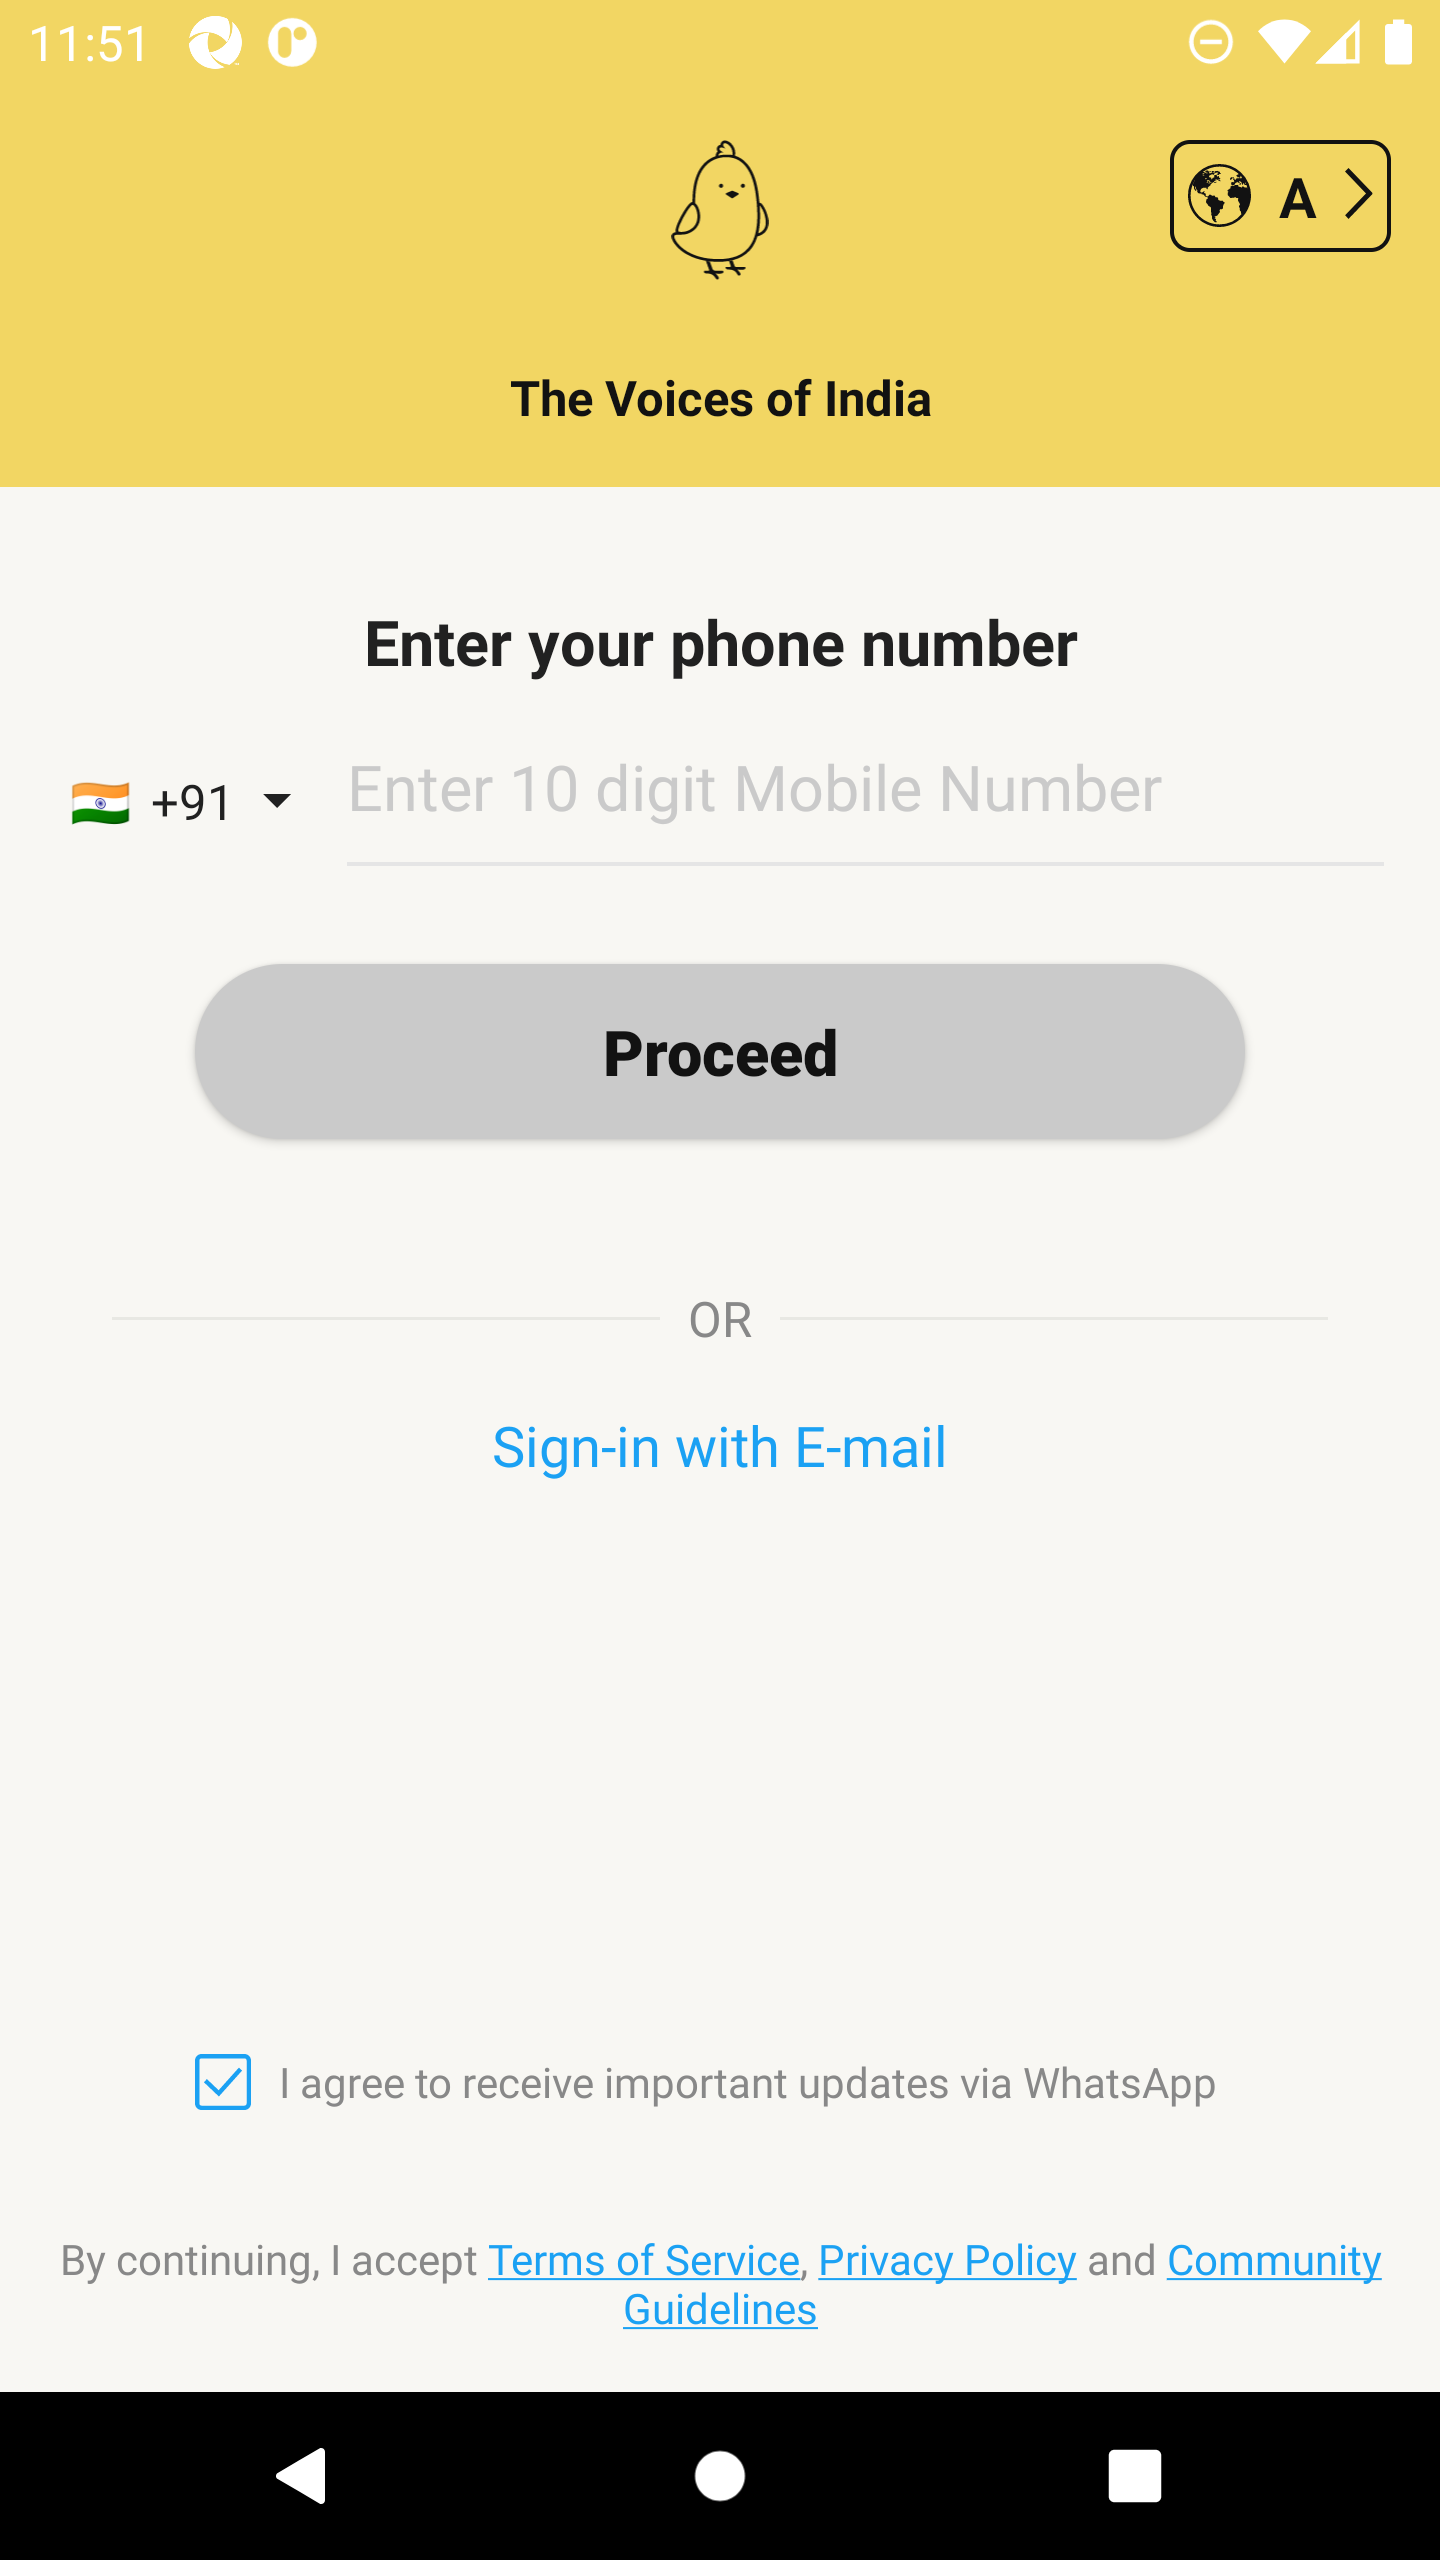 11:51
A
The Voices of India
Enter your phone number
+91
Enter 10 digit Mobile Number
Proceed
OR
Sign-in with E-mail
I agree to receive important updates via WhatsApp
By continuing, I accept Terms of Service, Privacy Policy and Community
Guidelines